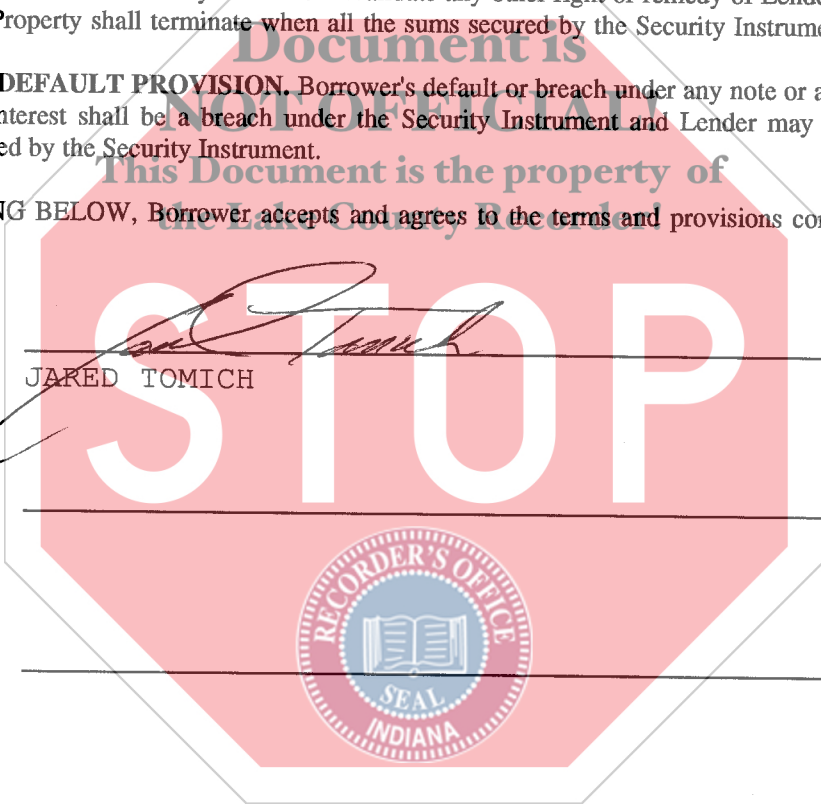 Property shall terminate when all the sums secured by the Security Instrume
Document is
DEFAULT PROVISION. Borrower's default or breach under any note or a
NOT OFFICIAL!
nterest shall be a breach under the Security Instrument and Lender may
ed by the Security Instrument.
This Document is the property of
NG BELOW, Borrower accepts and agrees to the terms and provisions con
the Lake County Recorder!
STOP
JARED TOMICH
RECORDER'S OFFICE
SEAL
INDIANA